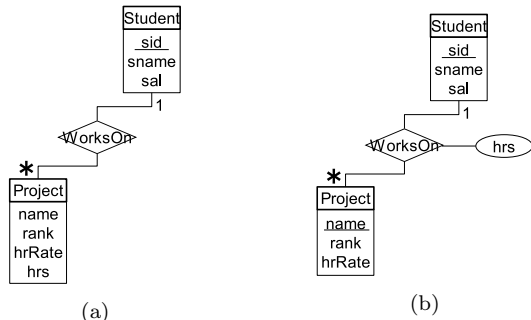 Student
sid
sname
sal
1
WorksOn
*
Project
name
rank
hrRate
hrs
(a)
Student
sid
sname
sal
1
WorksOn
hrs
*
Project
name
rank
hrRate
(b)